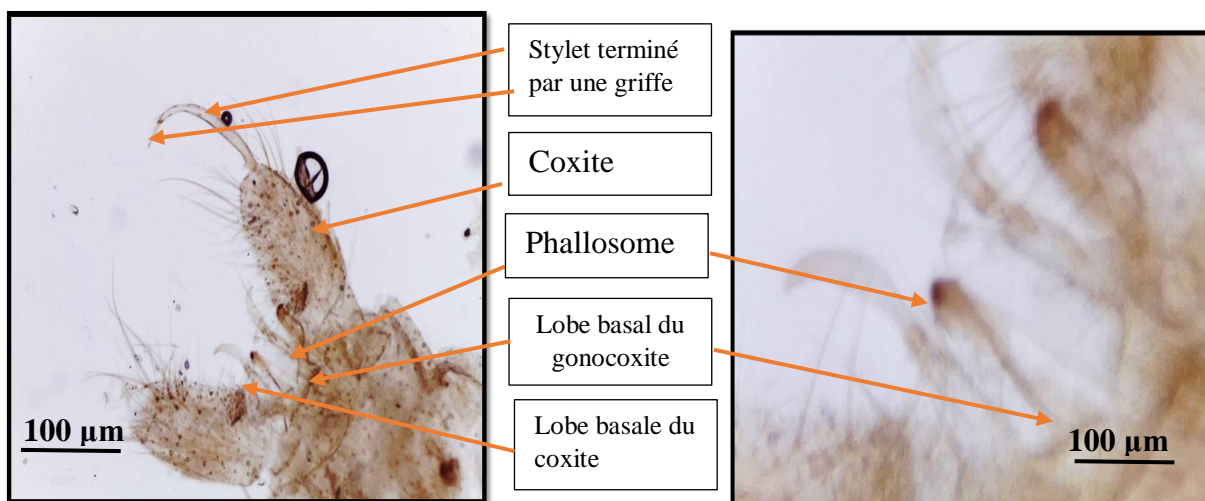 Stylet terminé
par une griffe
Coxite
Phallosome
Lobe basal du
gonocoxite
Lobe basale du
coxite
100 µm
100 µm